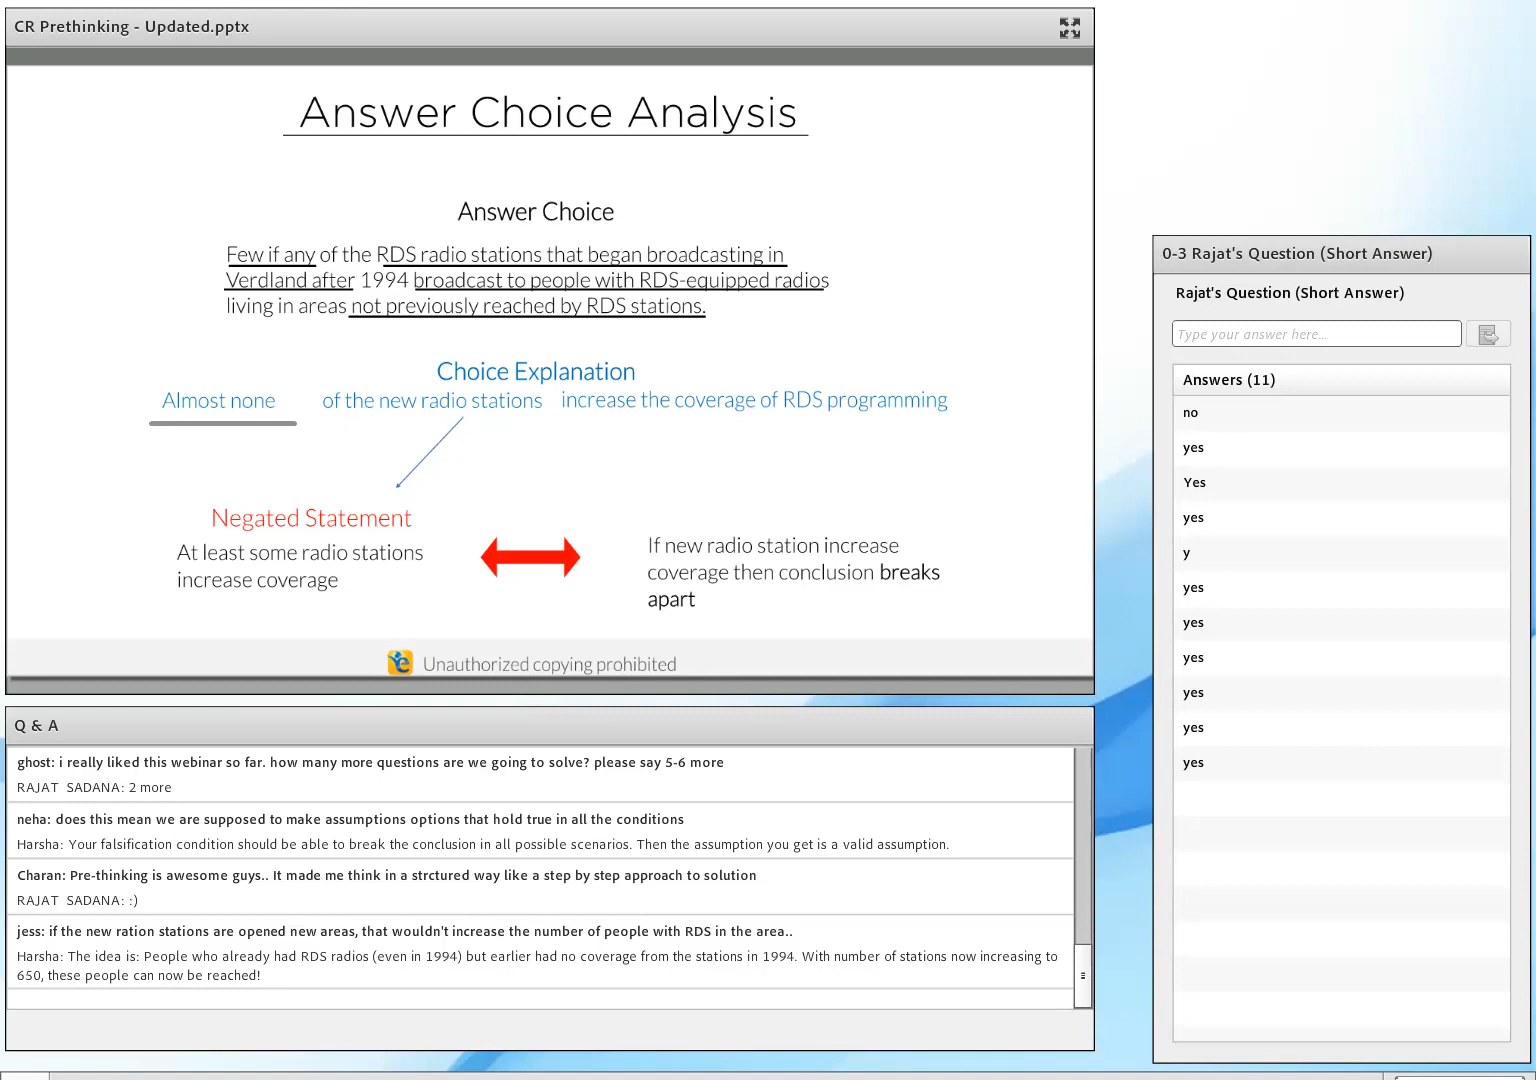 CR Prethinking - Updated.pptx
Answer Choice Analysis
Answer Choice
Few if any of the RDS radio stations that began broadcasting in
Verdland after 1994 broadcast to people with RDS-equipped radios
living in areas not previously reached by RDS stations.
Choice Explanation
Almost none of the new radio stations increase the coverage of RDS programming
Negated Statement
At least some radio stations
increase coverage
If new radio station increase
coverage then conclusion breaks
apart
Unauthorized copying prohibited
Q & A
ghost: i really liked this webinar so far. how many more questions are we going to solve? please say 5-6 more
RAJAT SADANA: 2 more
neha: does this mean we are supposed to make assumptions options that hold true in all the conditions
Harsha: Your falsification condition should be able to break the conclusion in all possible scenarios. Then the assumption you get is a valid assumption.
Charan: Pre-thinking is awesome guys.. It made me think in a strctured way like a step by step approach to solution
RAJAT SADANA: :)
jess: if the new ration stations are opened new areas, that wouldn't increase the number of people with RDS in the area..
Harsha: The idea is: People who already had RDS radios (even in 1994) but earlier had no coverage from the stations in 1994. With number of stations now increasing to
650, these people can now be reached!
0-3 Rajat's Question (Short Answer)
Rajat's Question (Short Answer)
Type your answer here...
Answers (11)
no
yes
Yes
yes
y
yes
yes
yes
yes
yes
yes